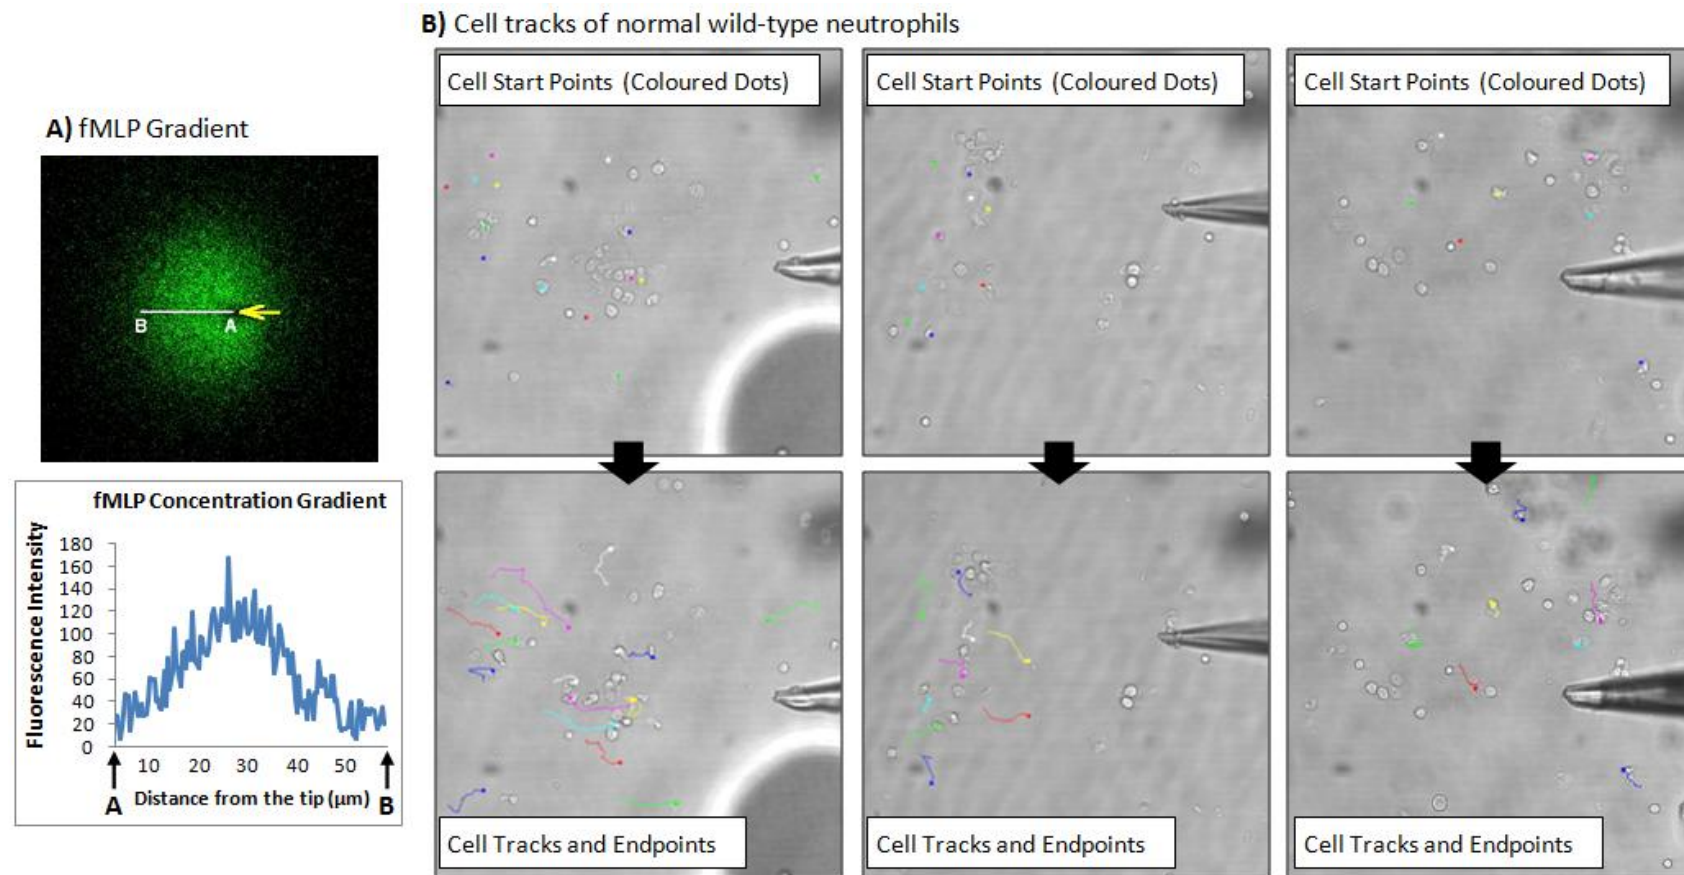 B) Cell tracks of normal wild-type neutrophils
Cell Start Points (Coloured Dots)
Cell Start Points (Coloured Dots)
Cell Start Points (Coloured Dots)
A) fMLP Gradient
B
A
fMLP Concentration Gradient
Fluorescence Intensity
180
160
140
120
100
80
60
40
20
0
10 20 30 40 50
A Distance from the tip (µm) B
Cell Tracks and Endpoints
Cell Tracks and Endpoints
Cell Tracks and Endpoints